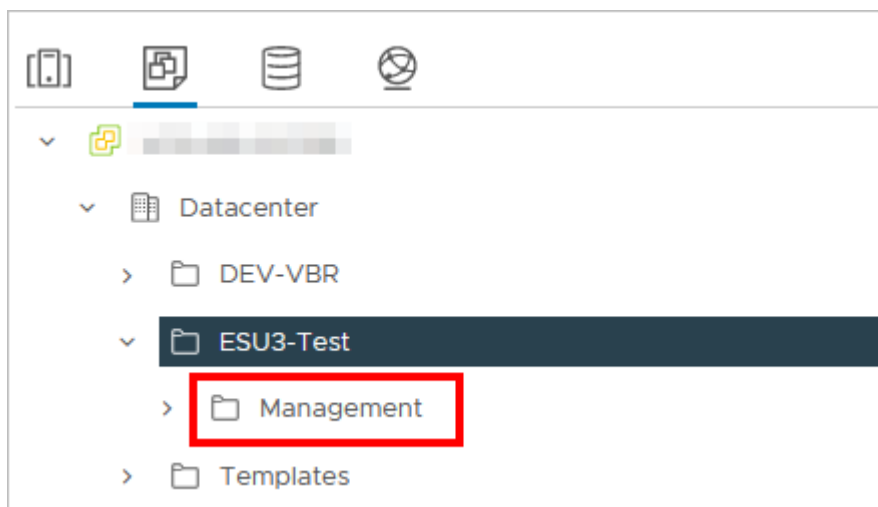 Datacenter
DEV-VBR
ESU3-Test
Management
Templates